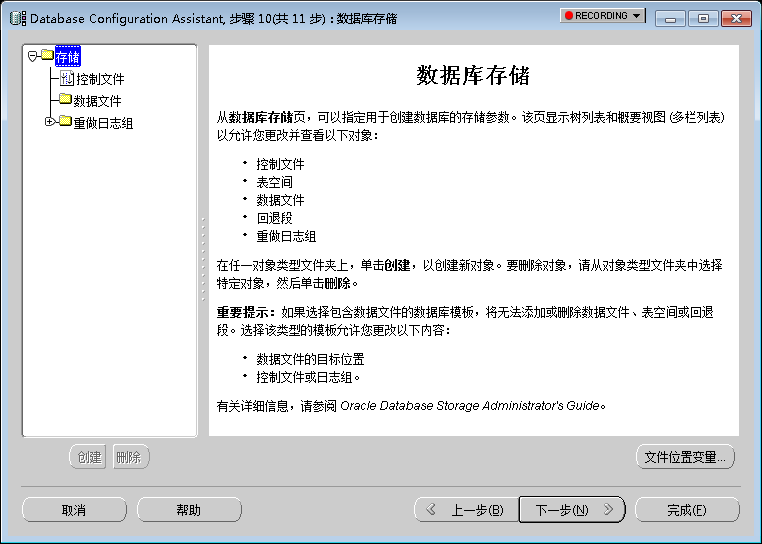 Database Configuration Assistant, 步骤 10(共 11 步) : 数据库存储
RECORDING
存储
控制文件
数据文件
重做日志组
数据库存储
从数据库存储页，可以指定用于创建数据库的存储参数。该页显示树列表和概要视图 (多栏列表)
以允许您更改并查看以下对象：
• 控制文件
• 表空间
• 数据文件
• 回退段
• 重做日志组
在任一对象类型文件夹上，单击创建，以创建新对象。要删除对象，请从对象类型文件夹中选择
特定对象，然后单击删除。
重要提示：如果选择包含数据文件的数据库模板，将无法添加或删除数据文件、表空间或回退
段。选择该类型的模板允许您更改以下内容：
• 数据文件的目标位置
• 控制文件或日志组。
有关详细信息，请参阅 Oracle Database Storage Administrator's Guide。
创建 删除 文件位置变量...
取消 帮助 上一步(B) 下一步(N) 完成(F)